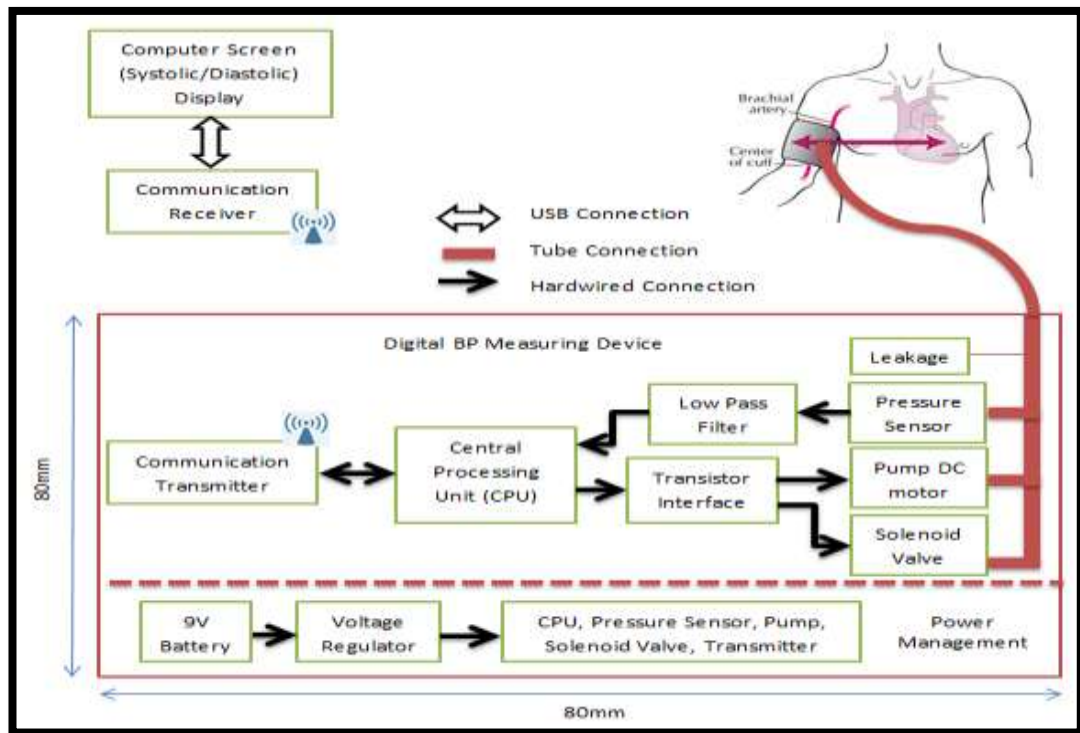 Computer Screen
(Systolic/Diastolic)
Display
Communication
Receiver
Brachial
artery
Center
of cuff
USB Connection
Tube Connection
Hardwired Connection
Digital BP Measuring Device
Leakage
Low Pass
Filter
Pressure
Sensor
Communication
Transmitter
Central
Processing
Unit (CPU)
Transistor
Interface
Pump DC
motor
Solenoid
Valve
80mm
9V
Battery
Voltage
Regulator
CPU, Pressure Sensor, Pump,
Solenoid Valve, Transmitter
Power
Management
80mm